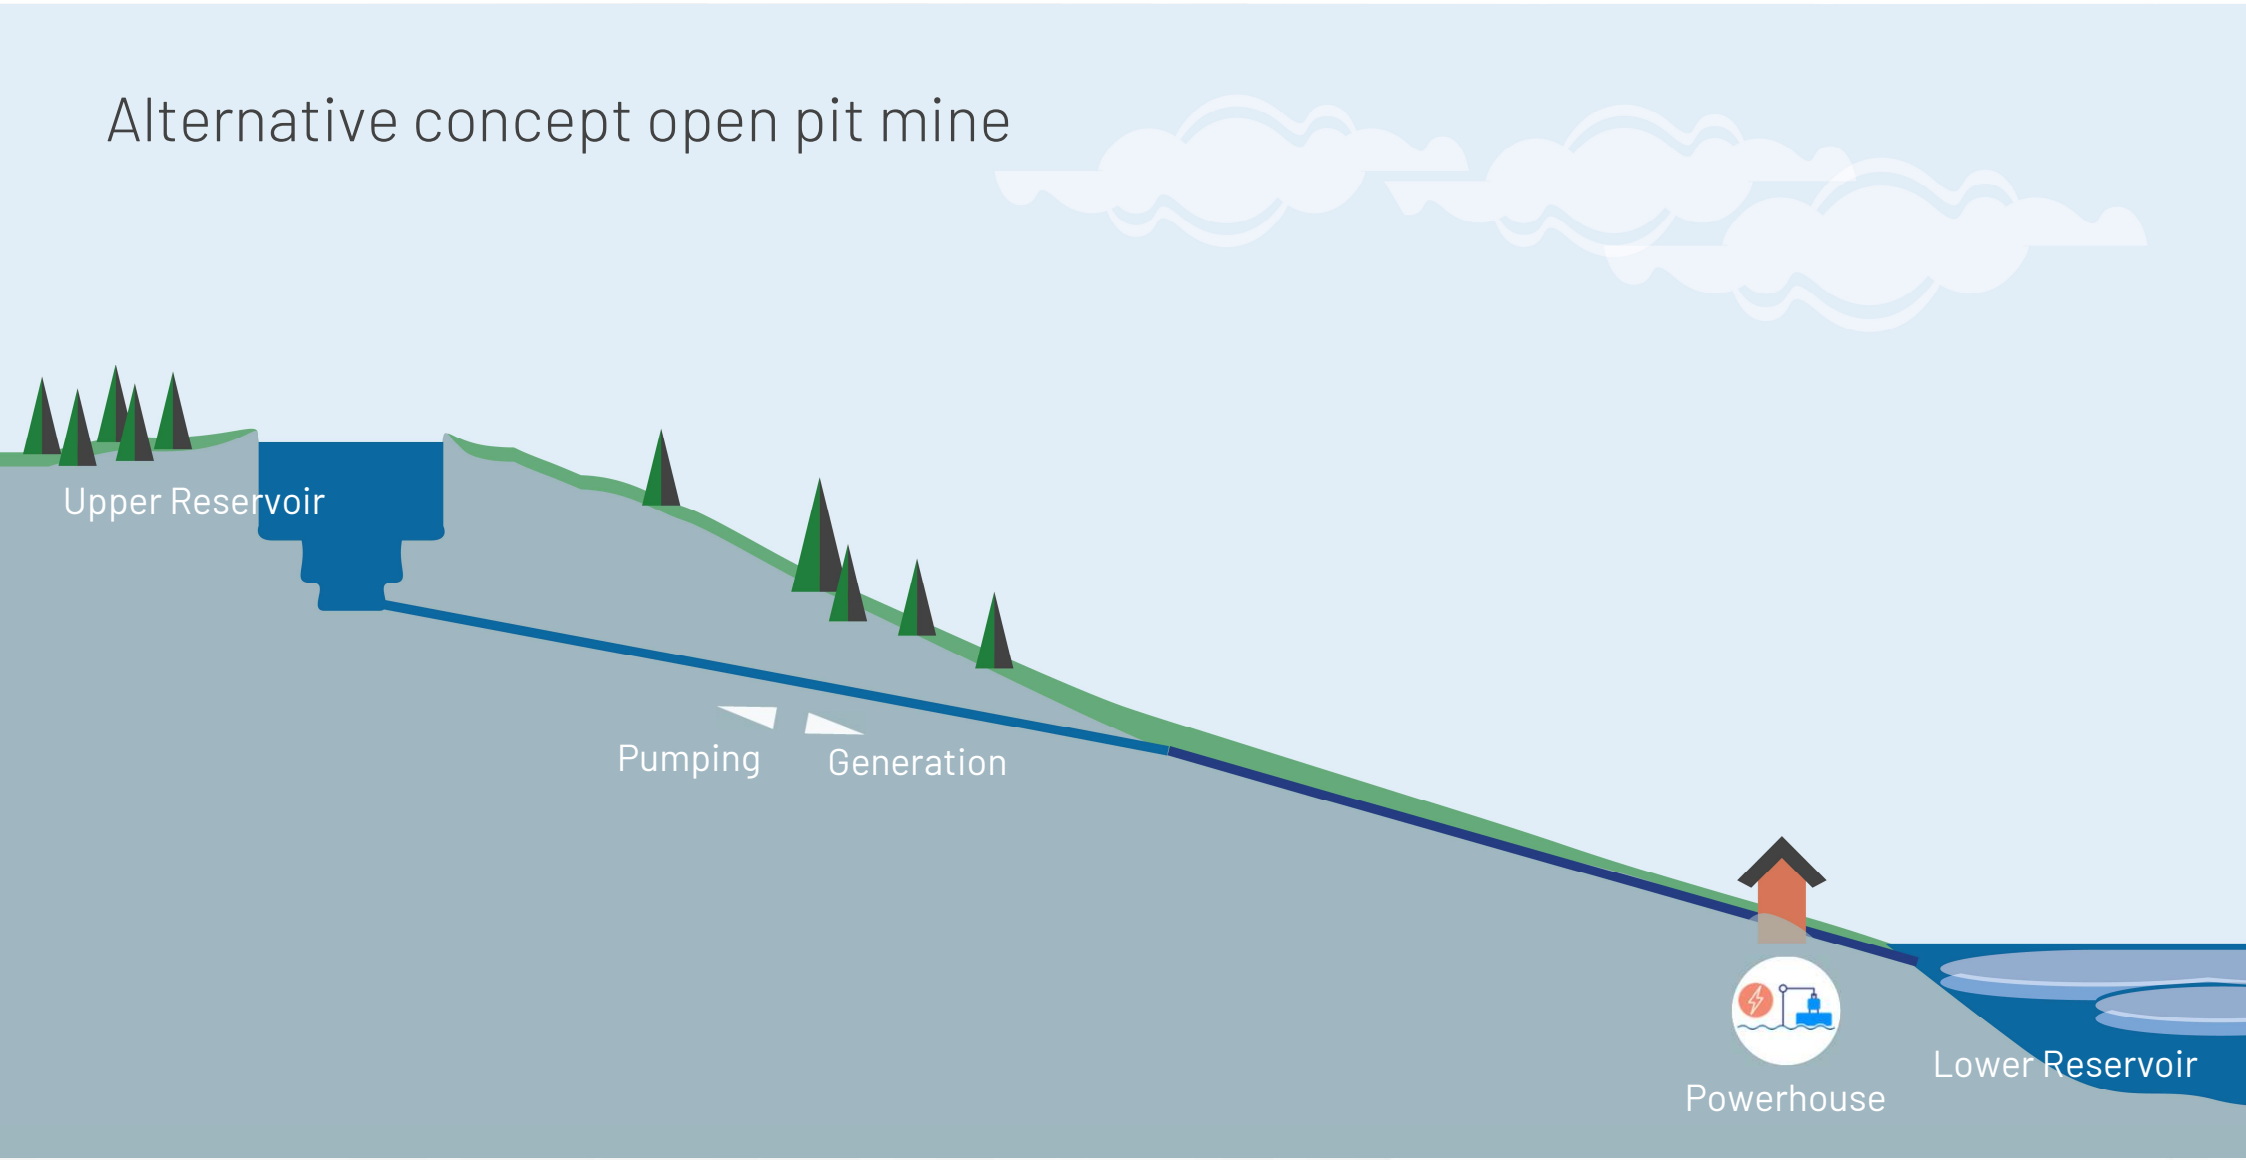 Alternative concept open pit mine
Upper Reservoir
Pumping
Generation
Powerhouse
Lower Reservoir